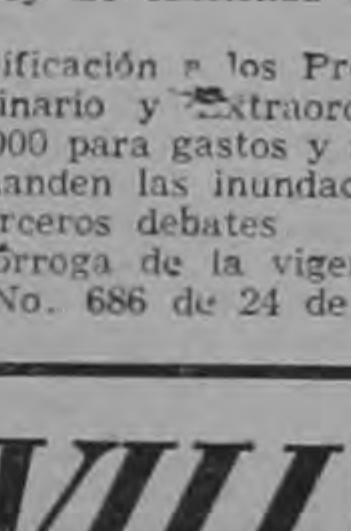 ificación a los Pr
inario y Extraor
000 para gastos y
anden las inundac
rceros debates
órroga de la vige
No. 686 de 24 de